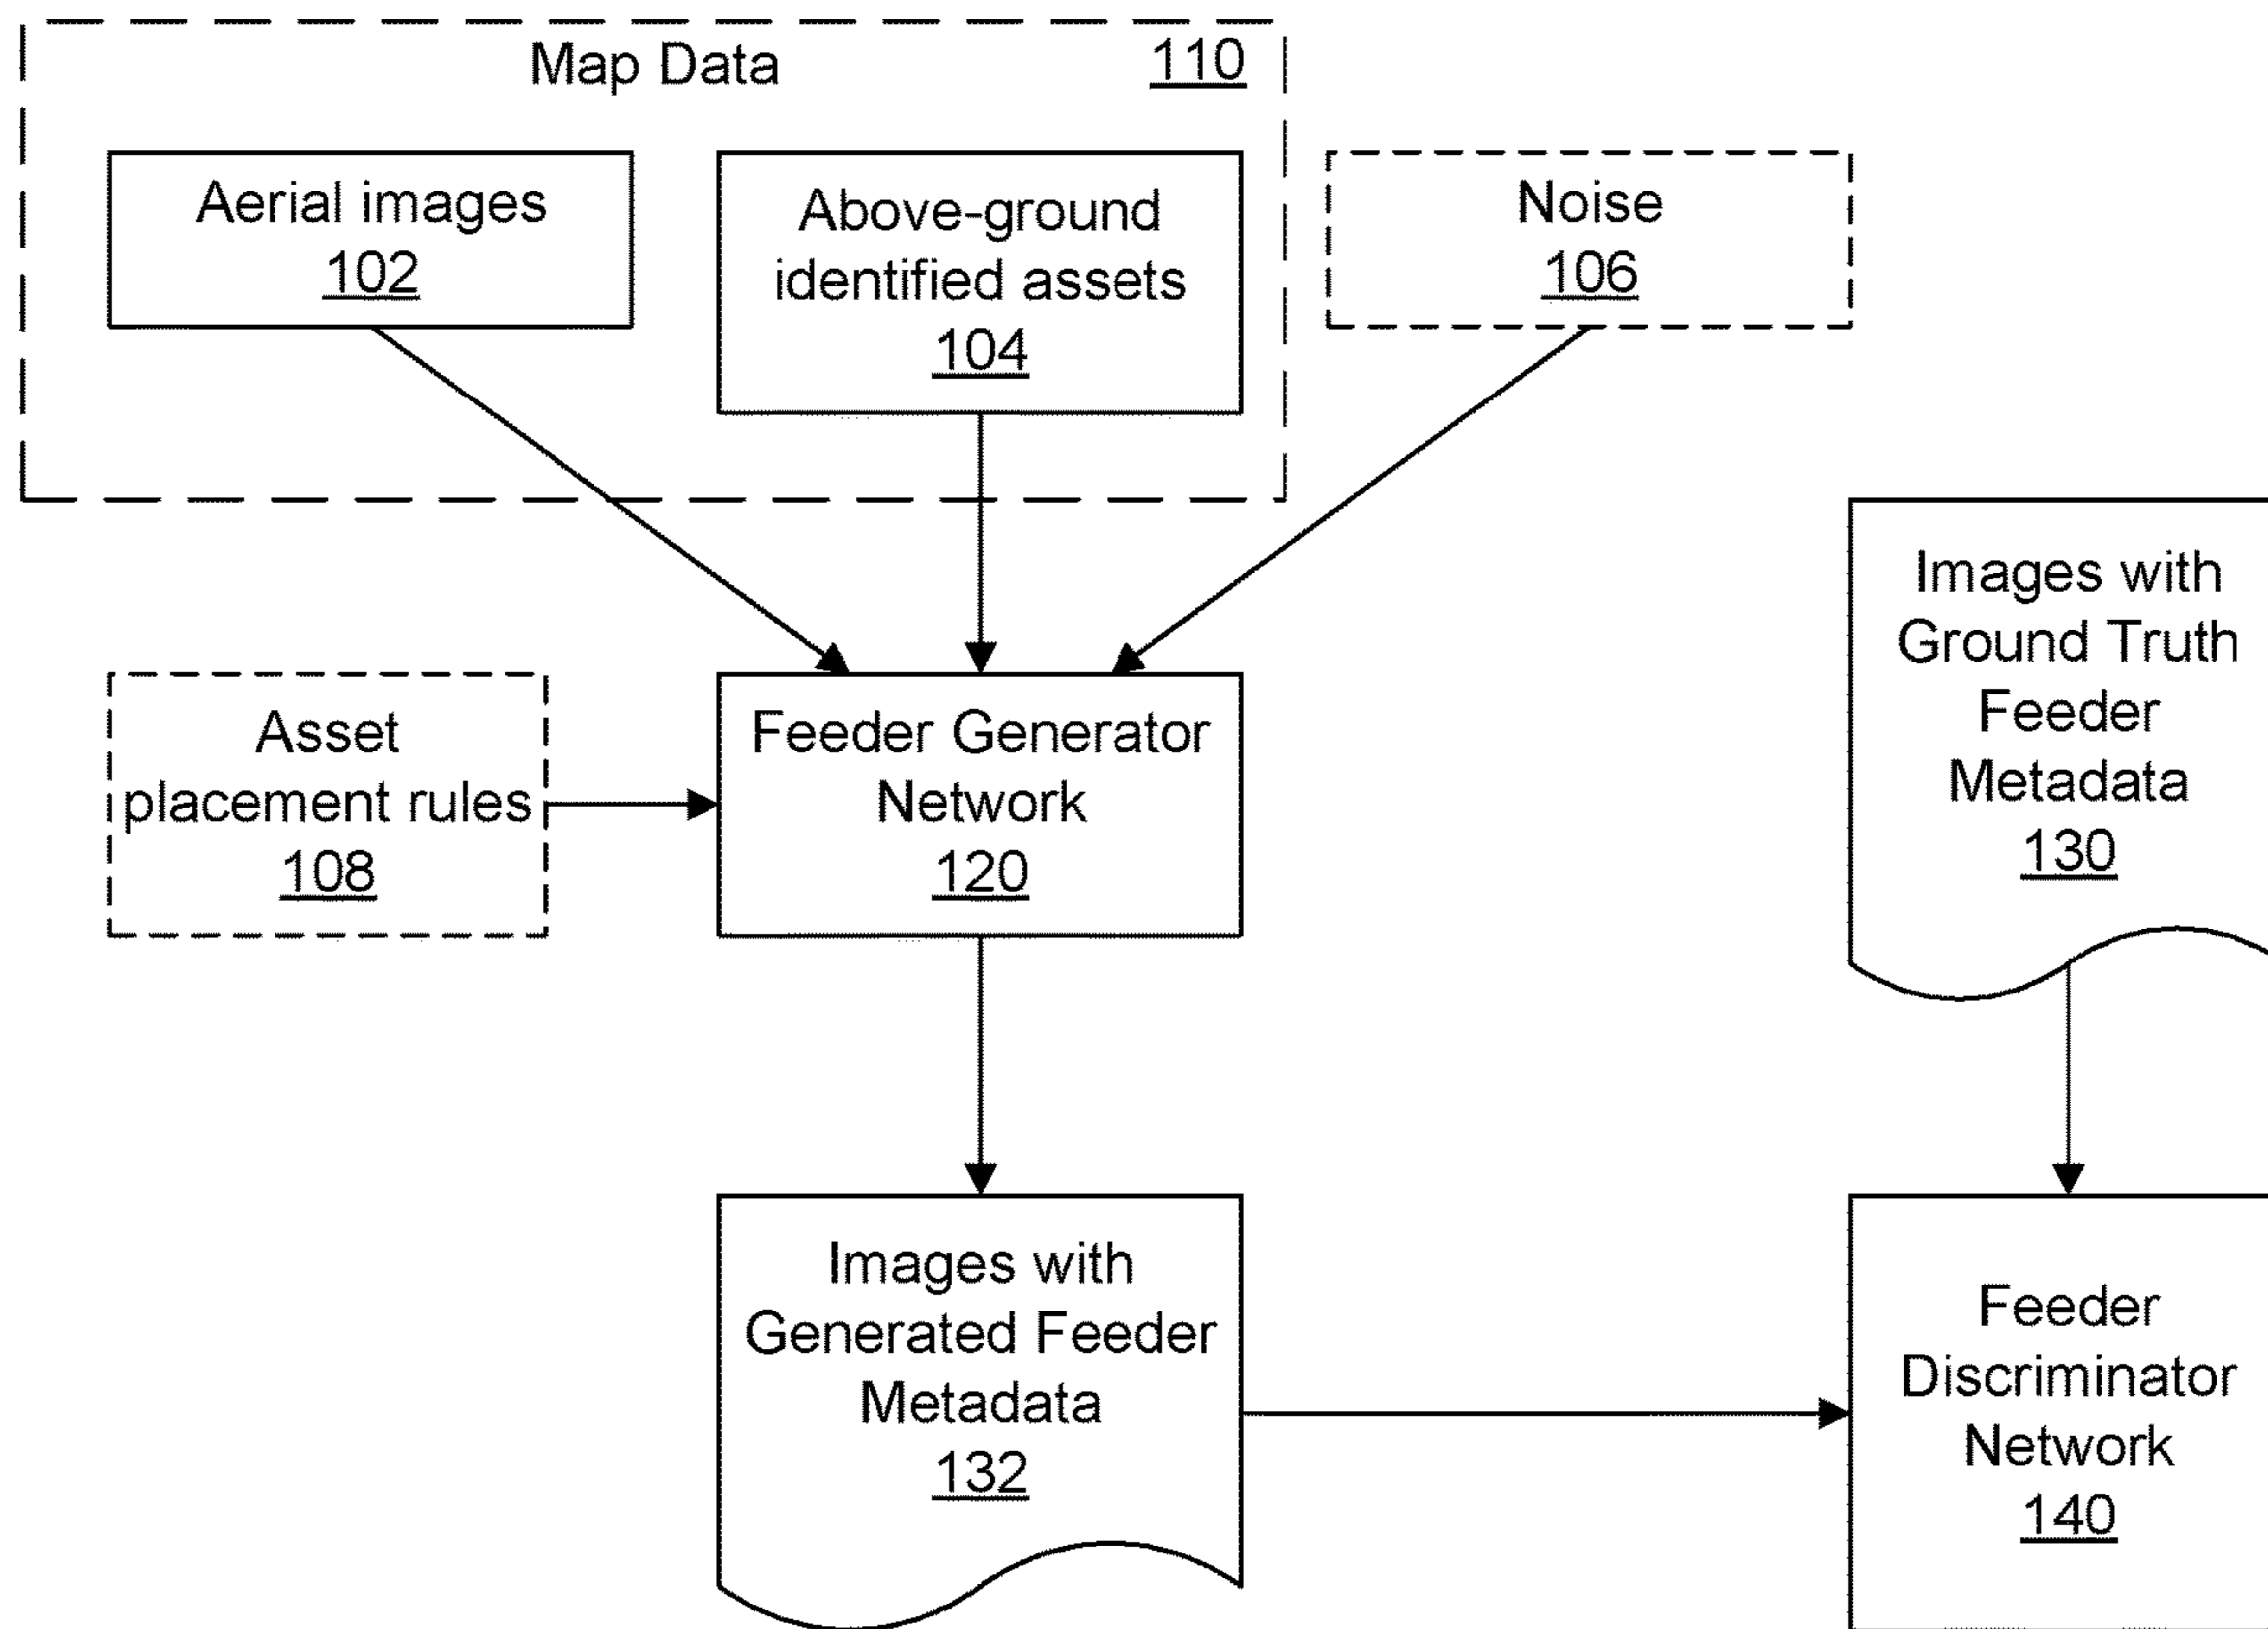 Map Data
110
Aerial images
102
Above-ground
identified assets
104
Noise
106
Images with
Ground Truth
Feeder
Metadata
130
Asset
placement rules
108
Feeder Generator
Network
120
Images with
Generated Feeder
Metadata
132
Feeder
Discriminator
Network
140